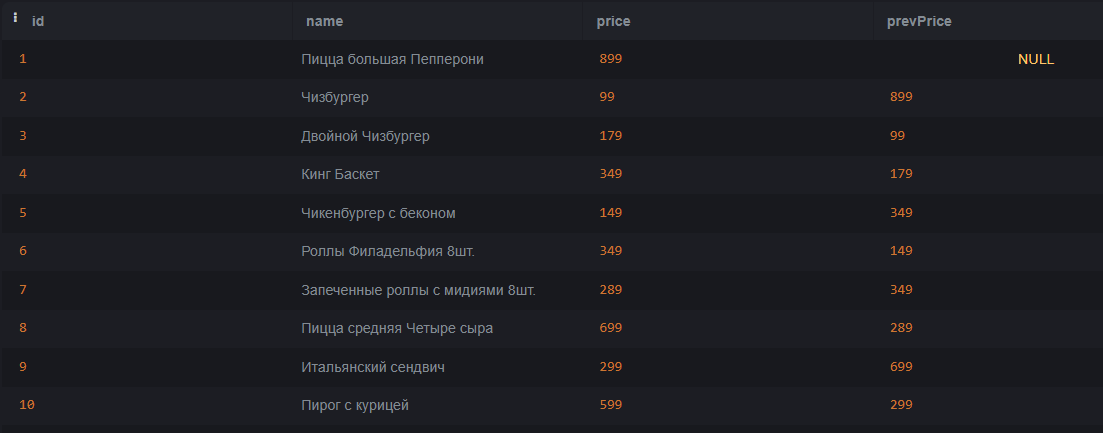 id name price prevPrice
1 Пицца большая Пепперони 899 NULL
2 Чизбургер 99 899
3 Двойной Чизбургер 179 99
4 Кинг Баскет 349 179
5 Чикенбургер с беконом 149 349
6 Роллы Филадельфия 8шт. 349 149
7 Запеченные роллы с мидиями 8шт. 289 349
8 Пицца средняя Четыре сыра 699 289
9 Итальянский сендвич 299 699
10 Пирог с курицей 599 299